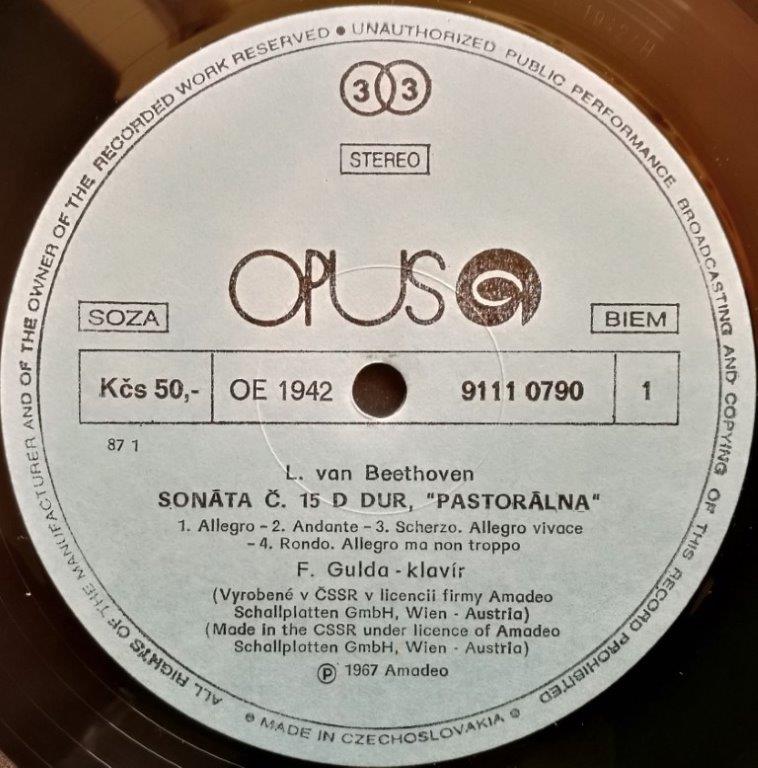 ALL RIGHTS OF THE MANUFACTURER AND OF THE OWNER OF THE RECORDED WORK RESERVED ● UNAUTHORIZED PUBLIC PERFORMANCE BROADCASTING AND COPYING OF THIS RECORD PROHIBITED
● MADE IN CZECHOSLOVAKIA ●
33
STEREO
OPUS
SOZA
BIEM
Kčs 50,- OE 1942 9111 0790 1
87 1
L. van Beethoven
SONÁTA Č. 15 D DUR, "PASTORÁLNA"
1. Allegro - 2. Andante - 3. Scherzo. Allegro vivace
- 4. Rondo. Allegro ma non troppo
F. Gulda - klavír
(Vyrobené v ČSSR v licencii firmy Amadeo
Schallplatten GmbH, Wien - Austria)
(Made in the CSSR under licence of Amadeo
Schallplatten GmbH, Wien - Austria)
Ⓟ 1967 Amadeo